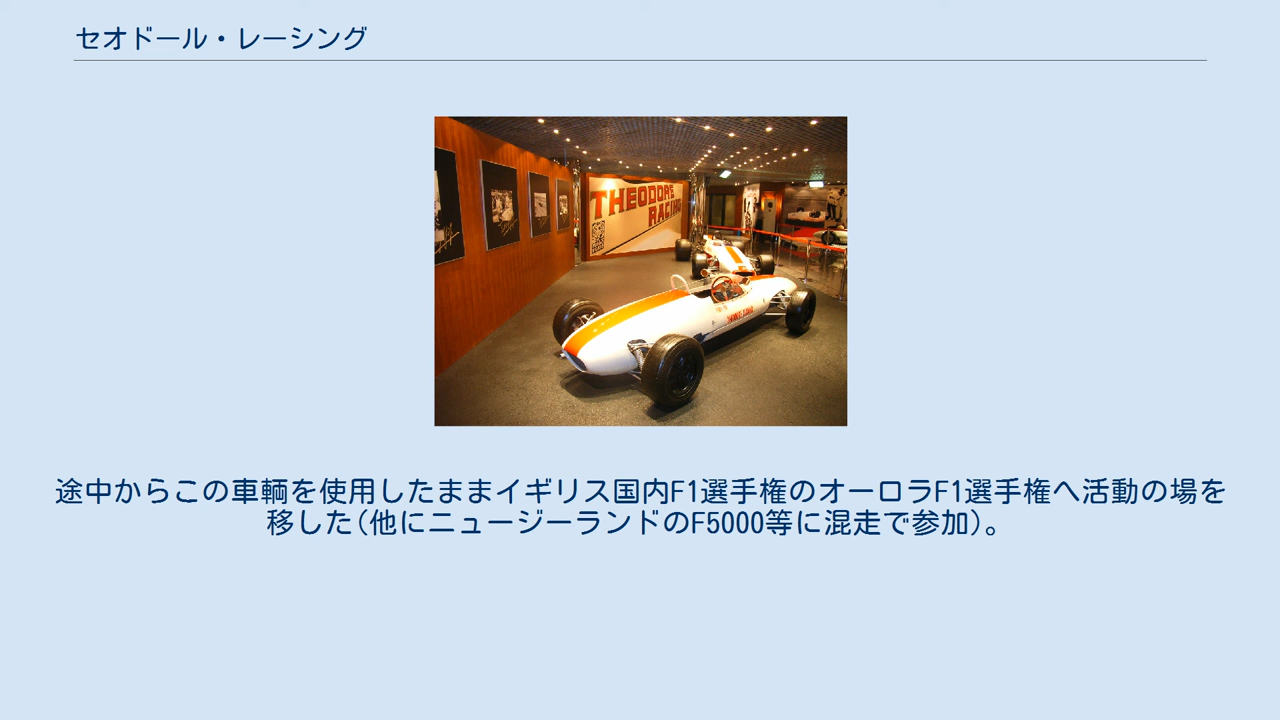 セオドール・レーシング
THEODORE
RACING
途中からこの車輌を使用したままイギリス国内F1選手権のオーロラF1選手権へ活動の場を
移した(他にニュージーランドのF5000等に混走で参加)。